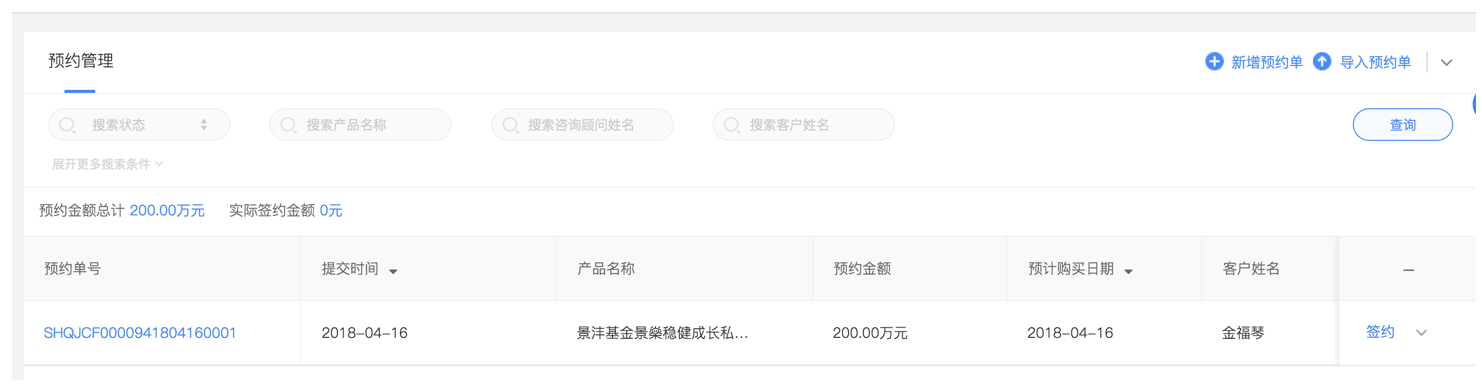 预约管理
新增预约单 导入预约单
搜索状态 搜索产品名称 搜索咨询顾问姓名 搜索客户姓名 查询
展开更多搜索条件
预约金额总计 200.00万元 实际签约金额 0元
预约单号 提交时间 产品名称 预约金额 预计购买日期 客户姓名 –
SHQJCF0000941804160001 2018-04-16 景沣基金景燊稳健成长私... 200.00万元 2018-04-16 金福琴 签约